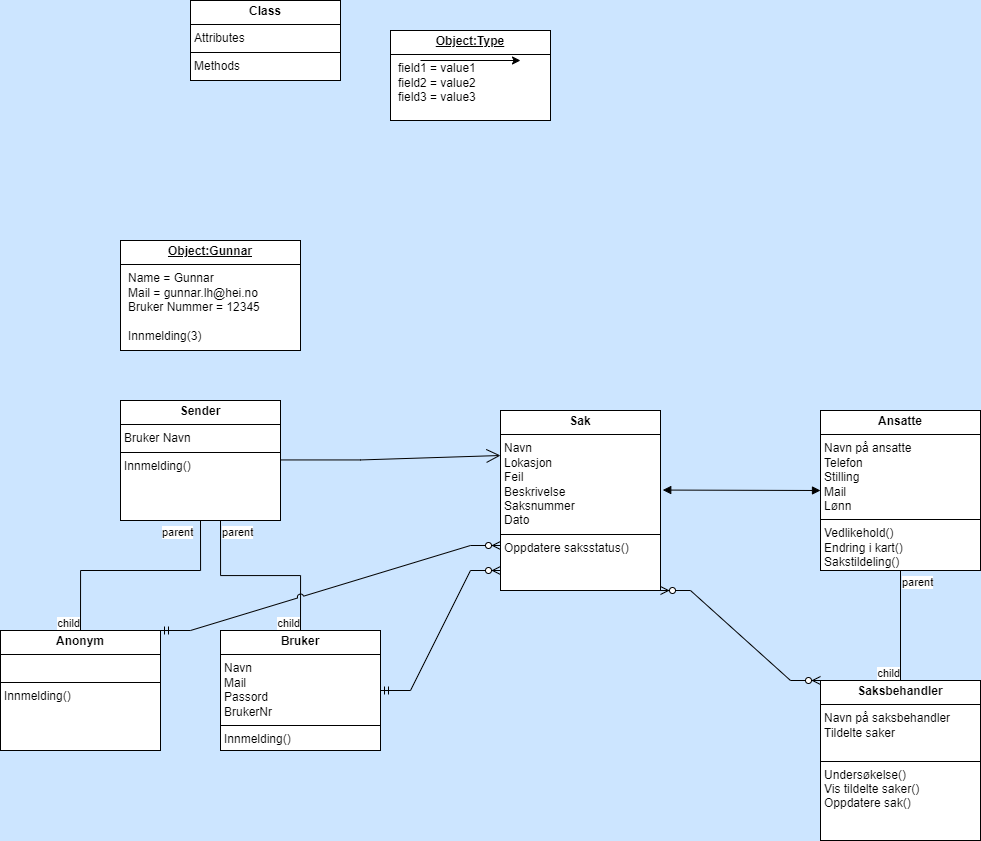 Class
Attributes
Methods
Object:Type
field1 = value1
field2 = value2
field3 = value3
Object:Gunnar
Name = Gunnar
Mail = gunnar.lh@hei.no
Bruker Nummer = 12345
Innmelding(3)
Sender
Bruker Navn
Innmelding()
parent
parent
child
child
Anonym
Innmelding()
Bruker
Navn
Mail
Passord
BrukerNr
Innmelding()
Sak
Navn
Lokasjon
Feil
Beskrivelse
Saksnummer
Dato
Oppdatere saksstatus()
Ansatte
Navn på ansatte
Telefon
Stilling
Mail
Lønn
Vedlikehold()
Endring i kart()
Sakstildeling()
parent
child
Saksbehandler
Navn på saksbehandler
Tildelte saker
Undersøkelse()
Vis tildelte saker()
Oppdatere sak()